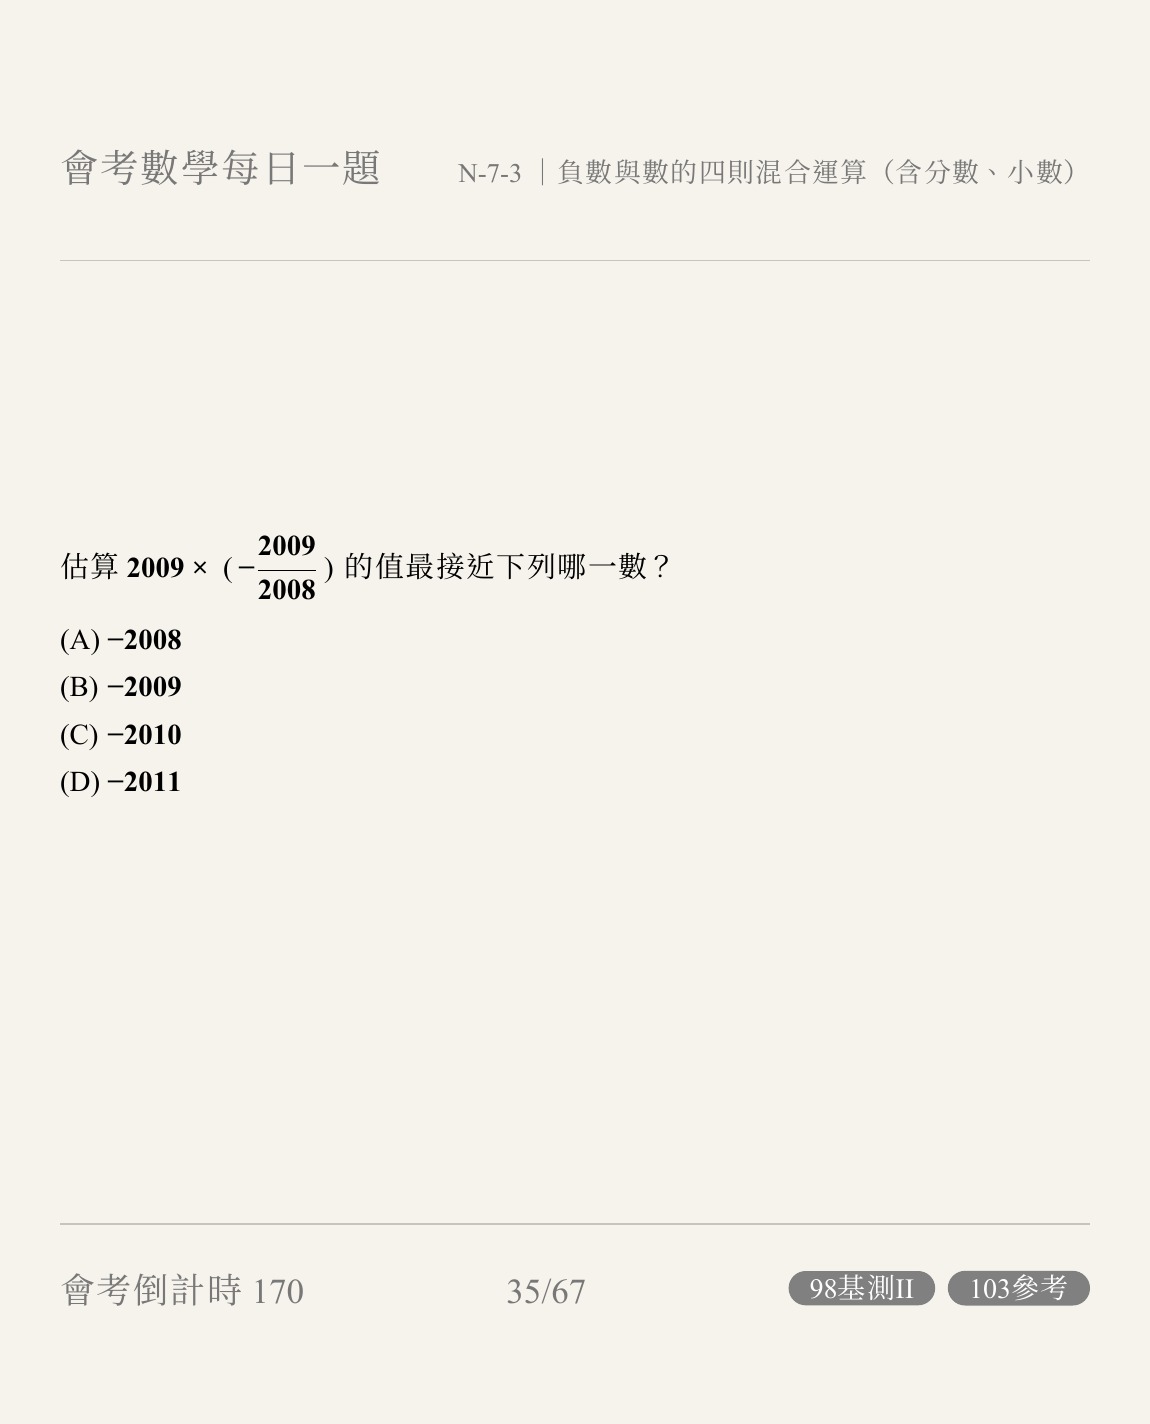 會考數學每日一題
N-7-3 | 負數與數的四則混合運算（含分數、小數）
估算 2009 × (−2009/2008) 的值最接近下列哪一數？
(A) −2008
(B) −2009
(C) −2010
(D) −2011
會考倒計時 170
35/67
98基測II
103參考